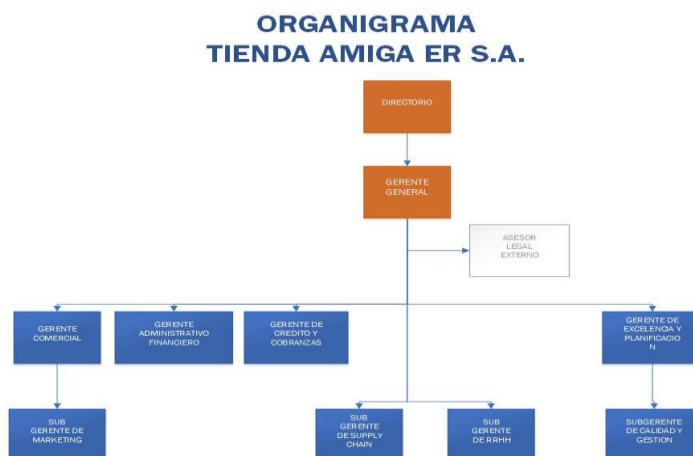 ORGANIGRAMA
TIENDA AMIGA ER S.A.
DIRECTORIO
GERENTE
GENERAL
ASESOR
LEGAL
EXTERNO
GERENTE
COMERCIAL
GERENTE
ADMINISTRATIVO
FINANCIERO
GERENTE DE
CREDITO Y
COBRANZAS
GERENTE DE
EXCELENCIA Y
PLANIFICACIO
N
SUB
GERENTE DE
MARKETING
SUB
GERENTE
DE SUPPLY
CHAIN
SUB
GERENTE
DE RRHH
SUBGERENTE
DE CALIDAD Y
GESTION